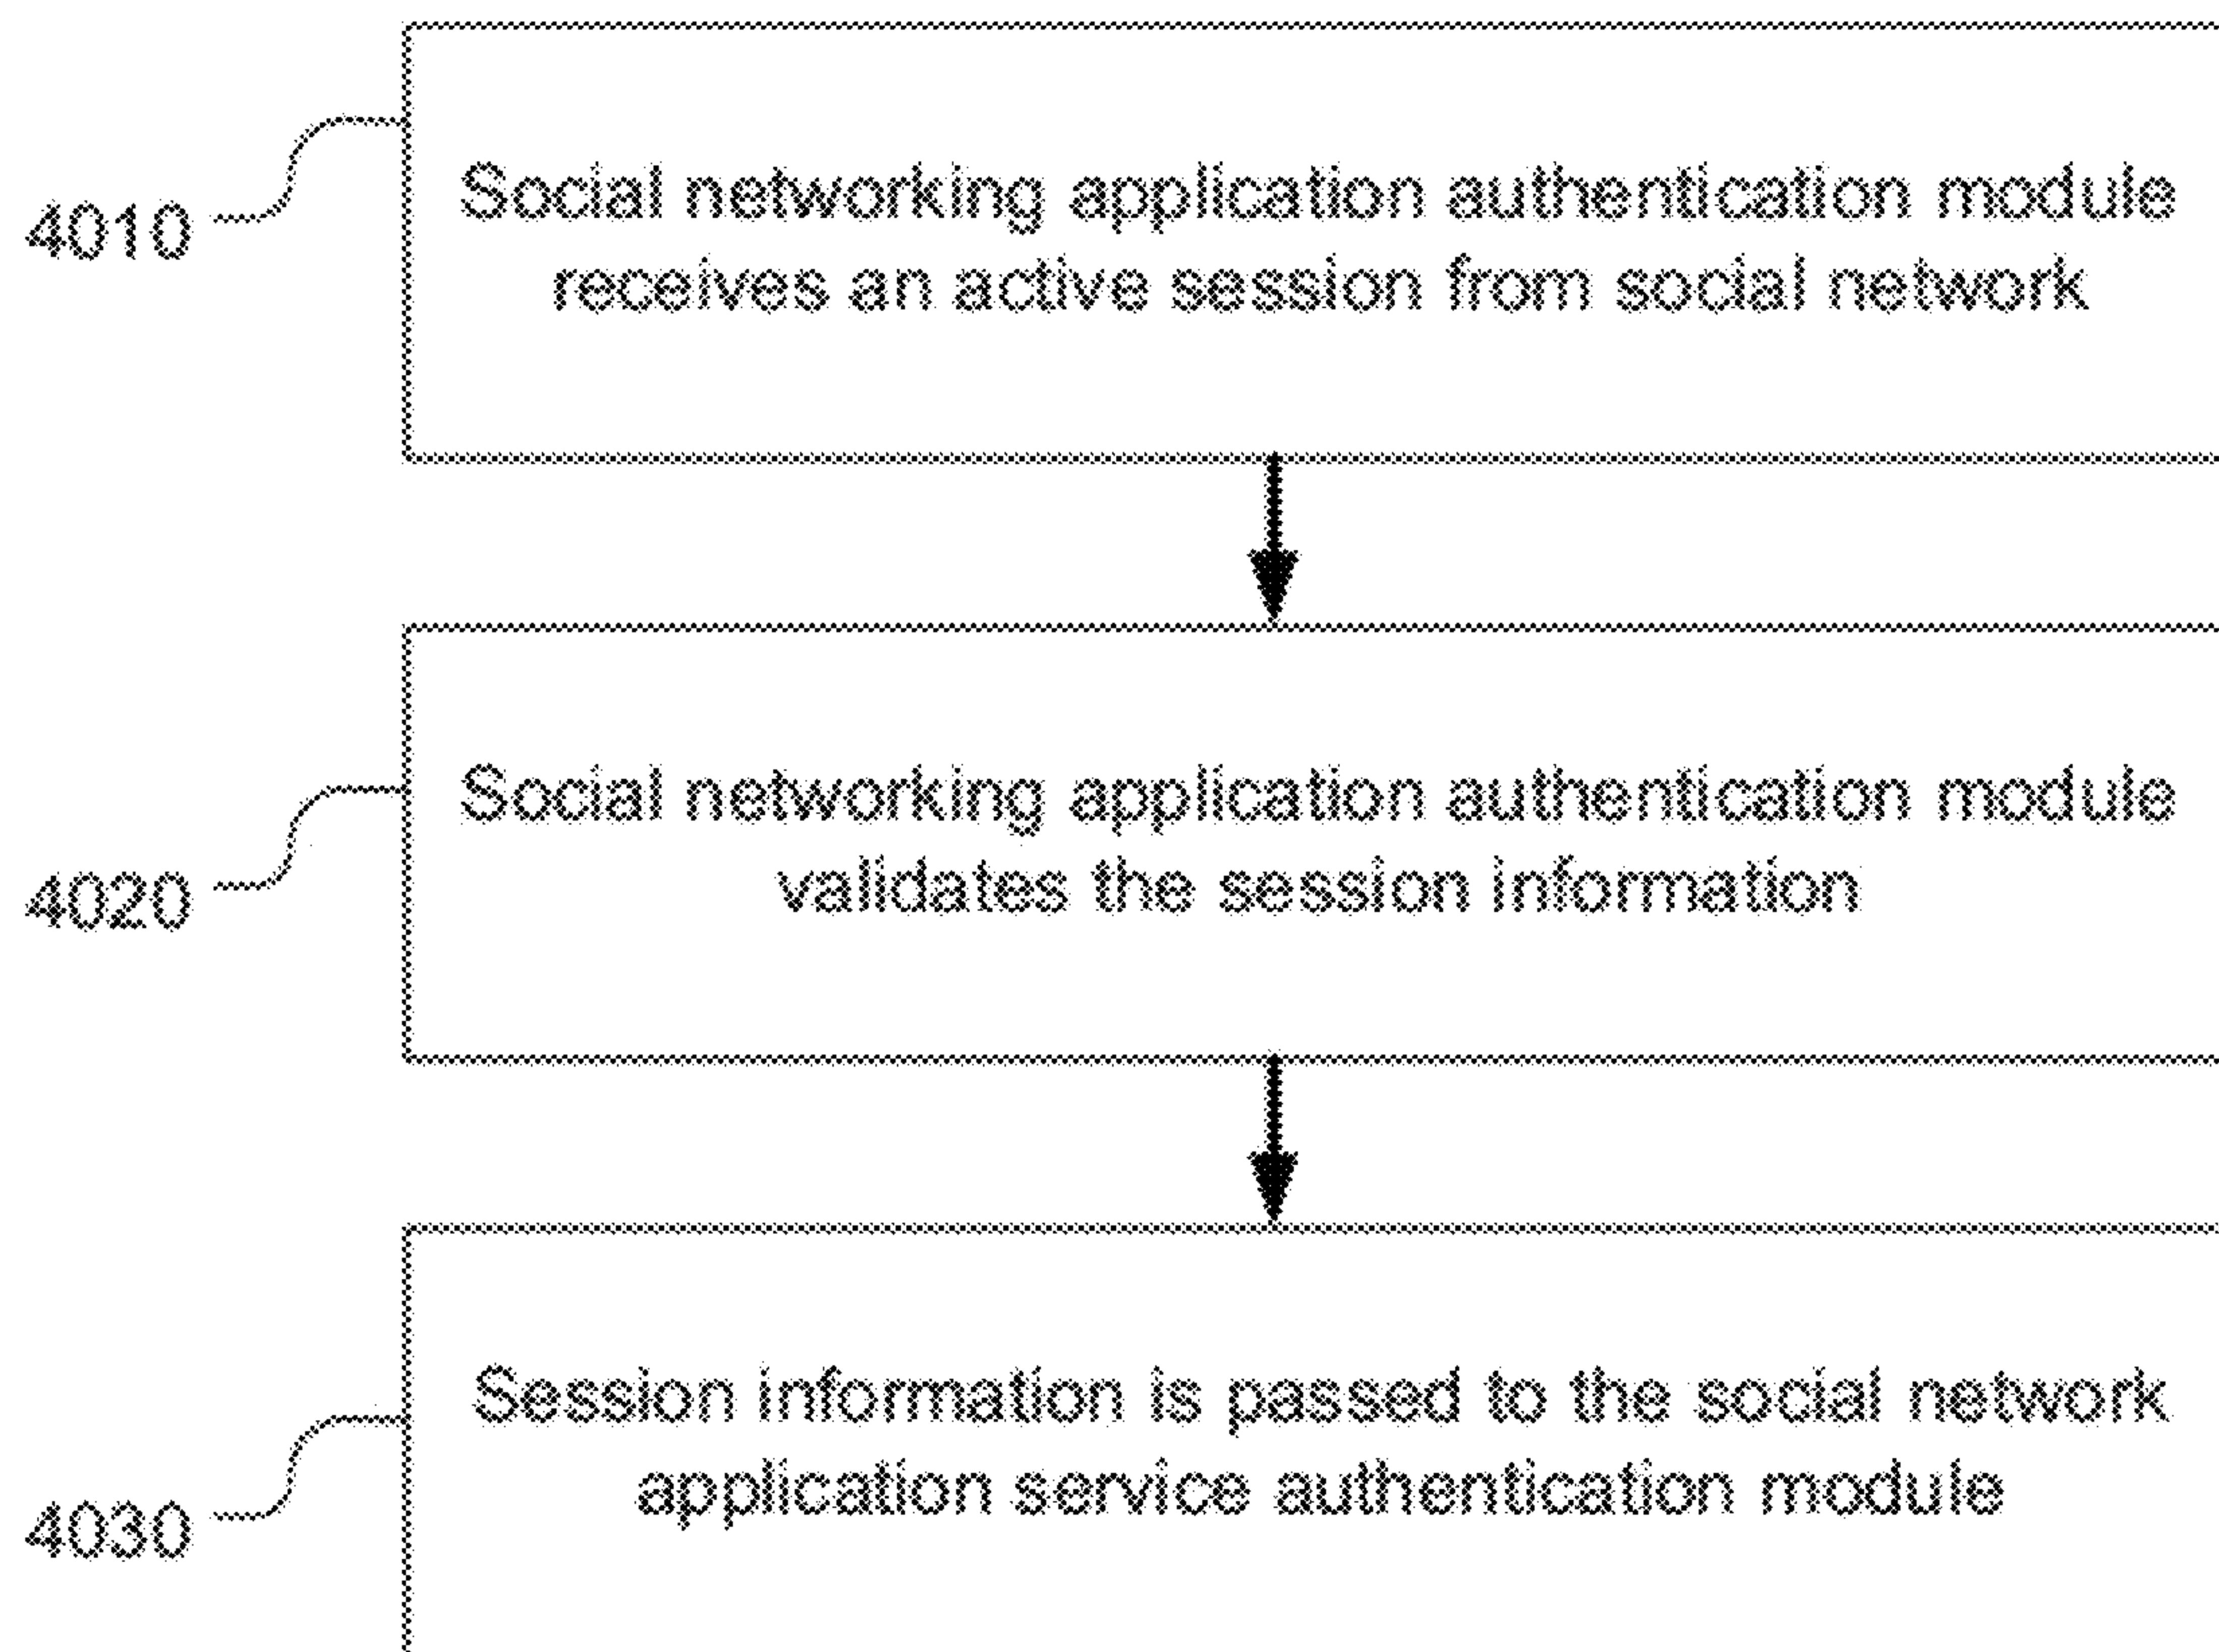 4010
Social networking application authentication module
receives an active session from social network
4020
Social networking application authentication module
validates the session information
4030
Session information is passed to the social network
application service authentication module